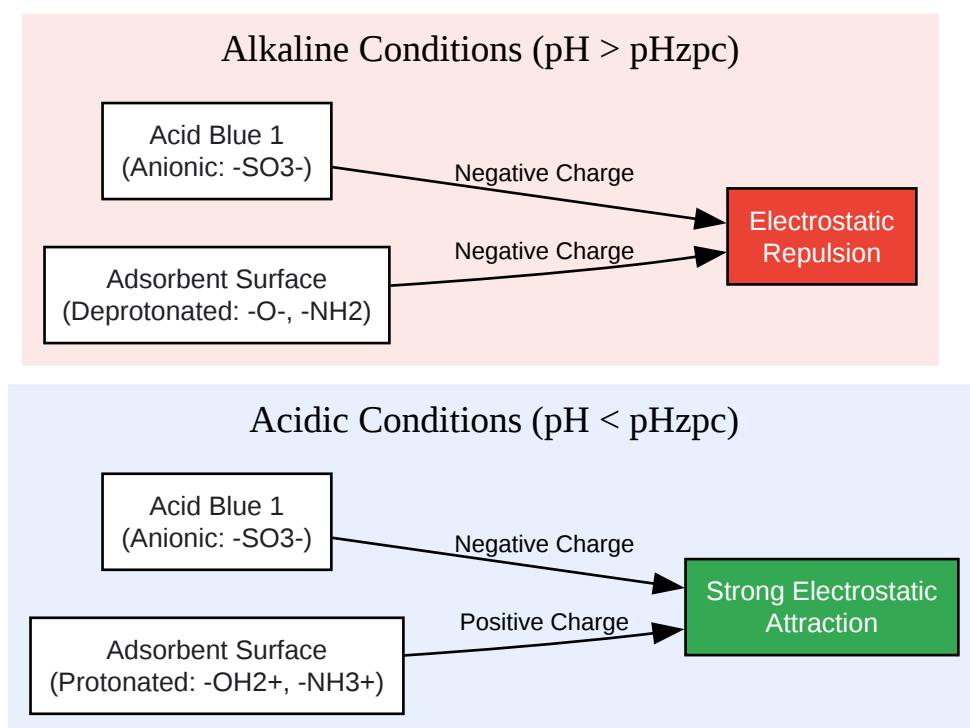 Alkaline Conditions (pH > pHzpc)
Acid Blue 1
(Anionic: -SO3-)
Negative Charge
Electrostatic
Repulsion
Negative Charge
Adsorbent Surface
(Deprotonated: -O-, -NH2)
Acidic Conditions (pH < pHzpc)
Acid Blue 1
(Anionic: -SO3-)
Negative Charge
Strong Electrostatic
Attraction
Positive Charge
Adsorbent Surface
(Protonated: -OH2+, -NH3+)